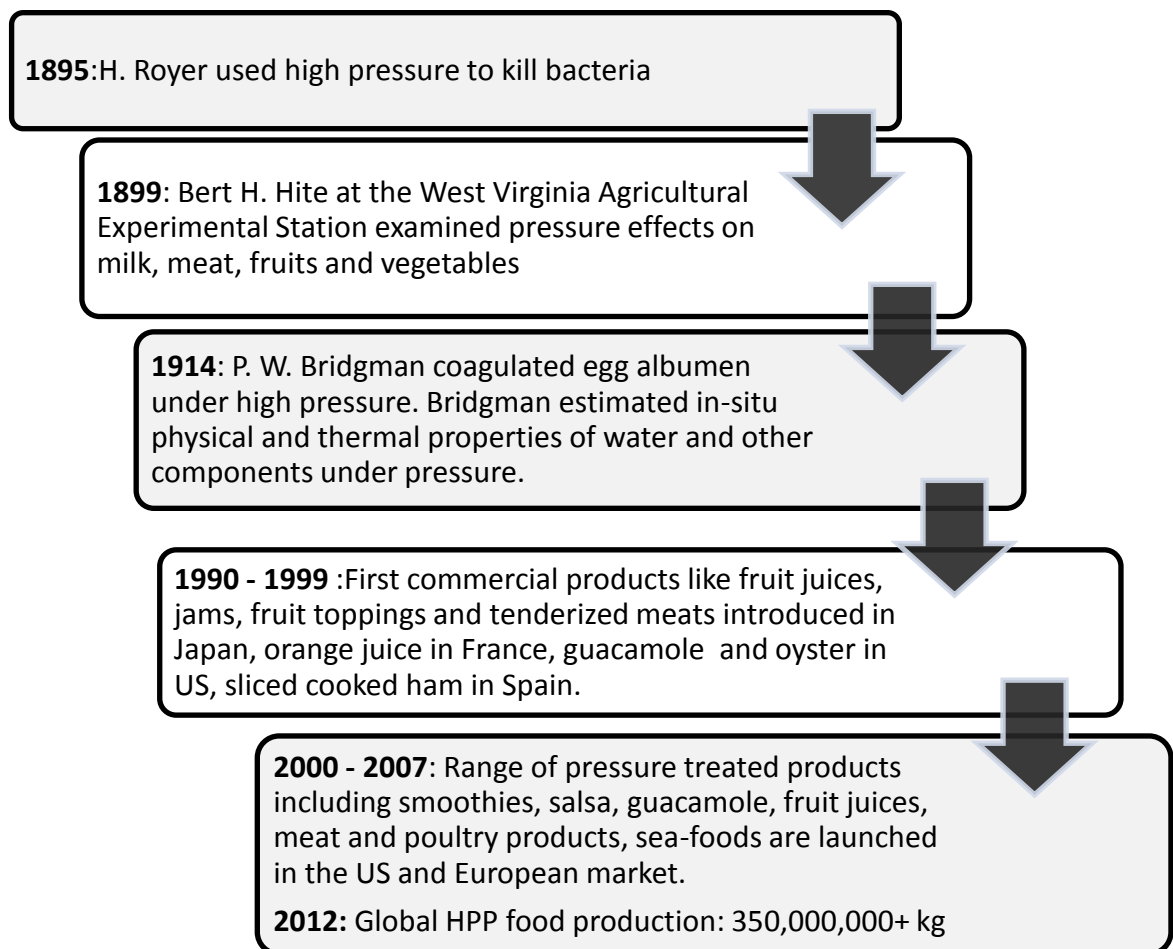 1895:H. Royer used high pressure to kill bacteria
1899: Bert H. Hite at the West Virginia Agricultural
Experimental Station examined pressure effects on
milk, meat, fruits and vegetables
1914: P. W. Bridgman coagulated egg albumen
under high pressure. Bridgman estimated in-situ
physical and thermal properties of water and other
components under pressure.
1990 - 1999 :First commercial products like fruit juices,
jams, fruit toppings and tenderized meats introduced in
Japan, orange juice in France, guacamole and oyster in
US, sliced cooked ham in Spain.
2000 - 2007: Range of pressure treated products
including smoothies, salsa, guacamole, fruit juices,
meat and poultry products, sea-foods are launched
in the US and European market.
2012: Global HPP food production: 350,000,000+ kg